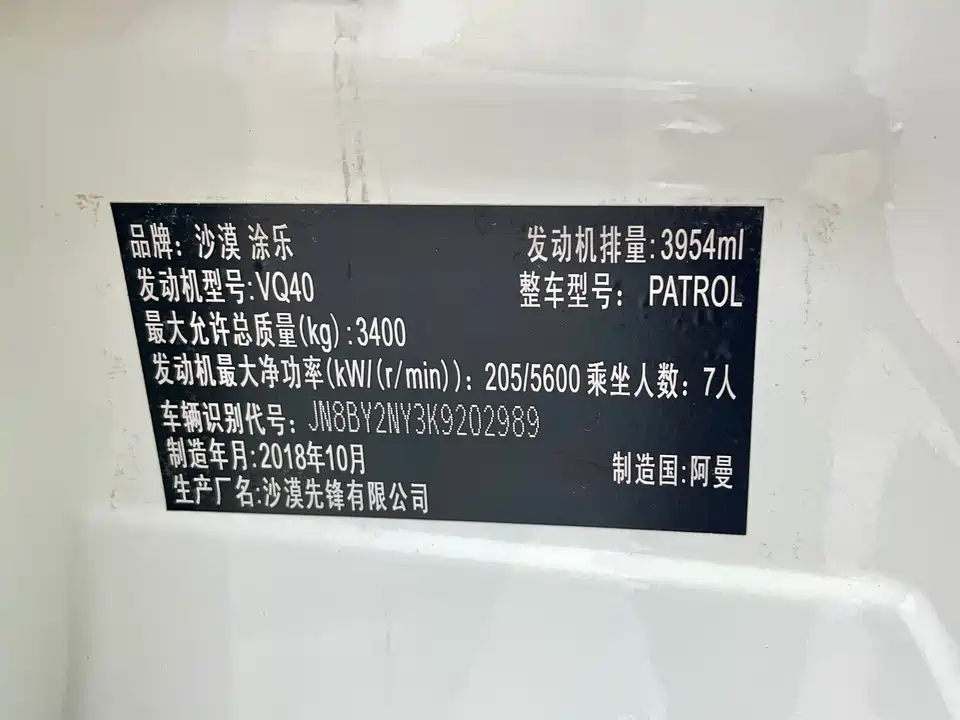 品牌：沙漠 涂乐 发动机排量:3954ml
发动机型号:VQ40 整车型号： PATROL
最大允许总质量(kg):3400
发动机最大净功率(kW/(r/min))：205/5600 乘坐人数：7人
车辆识别代号：JN8BY2NY3K9202989
制造年月:2018年10月 制造国:阿曼
生产厂名:沙漠先锋有限公司